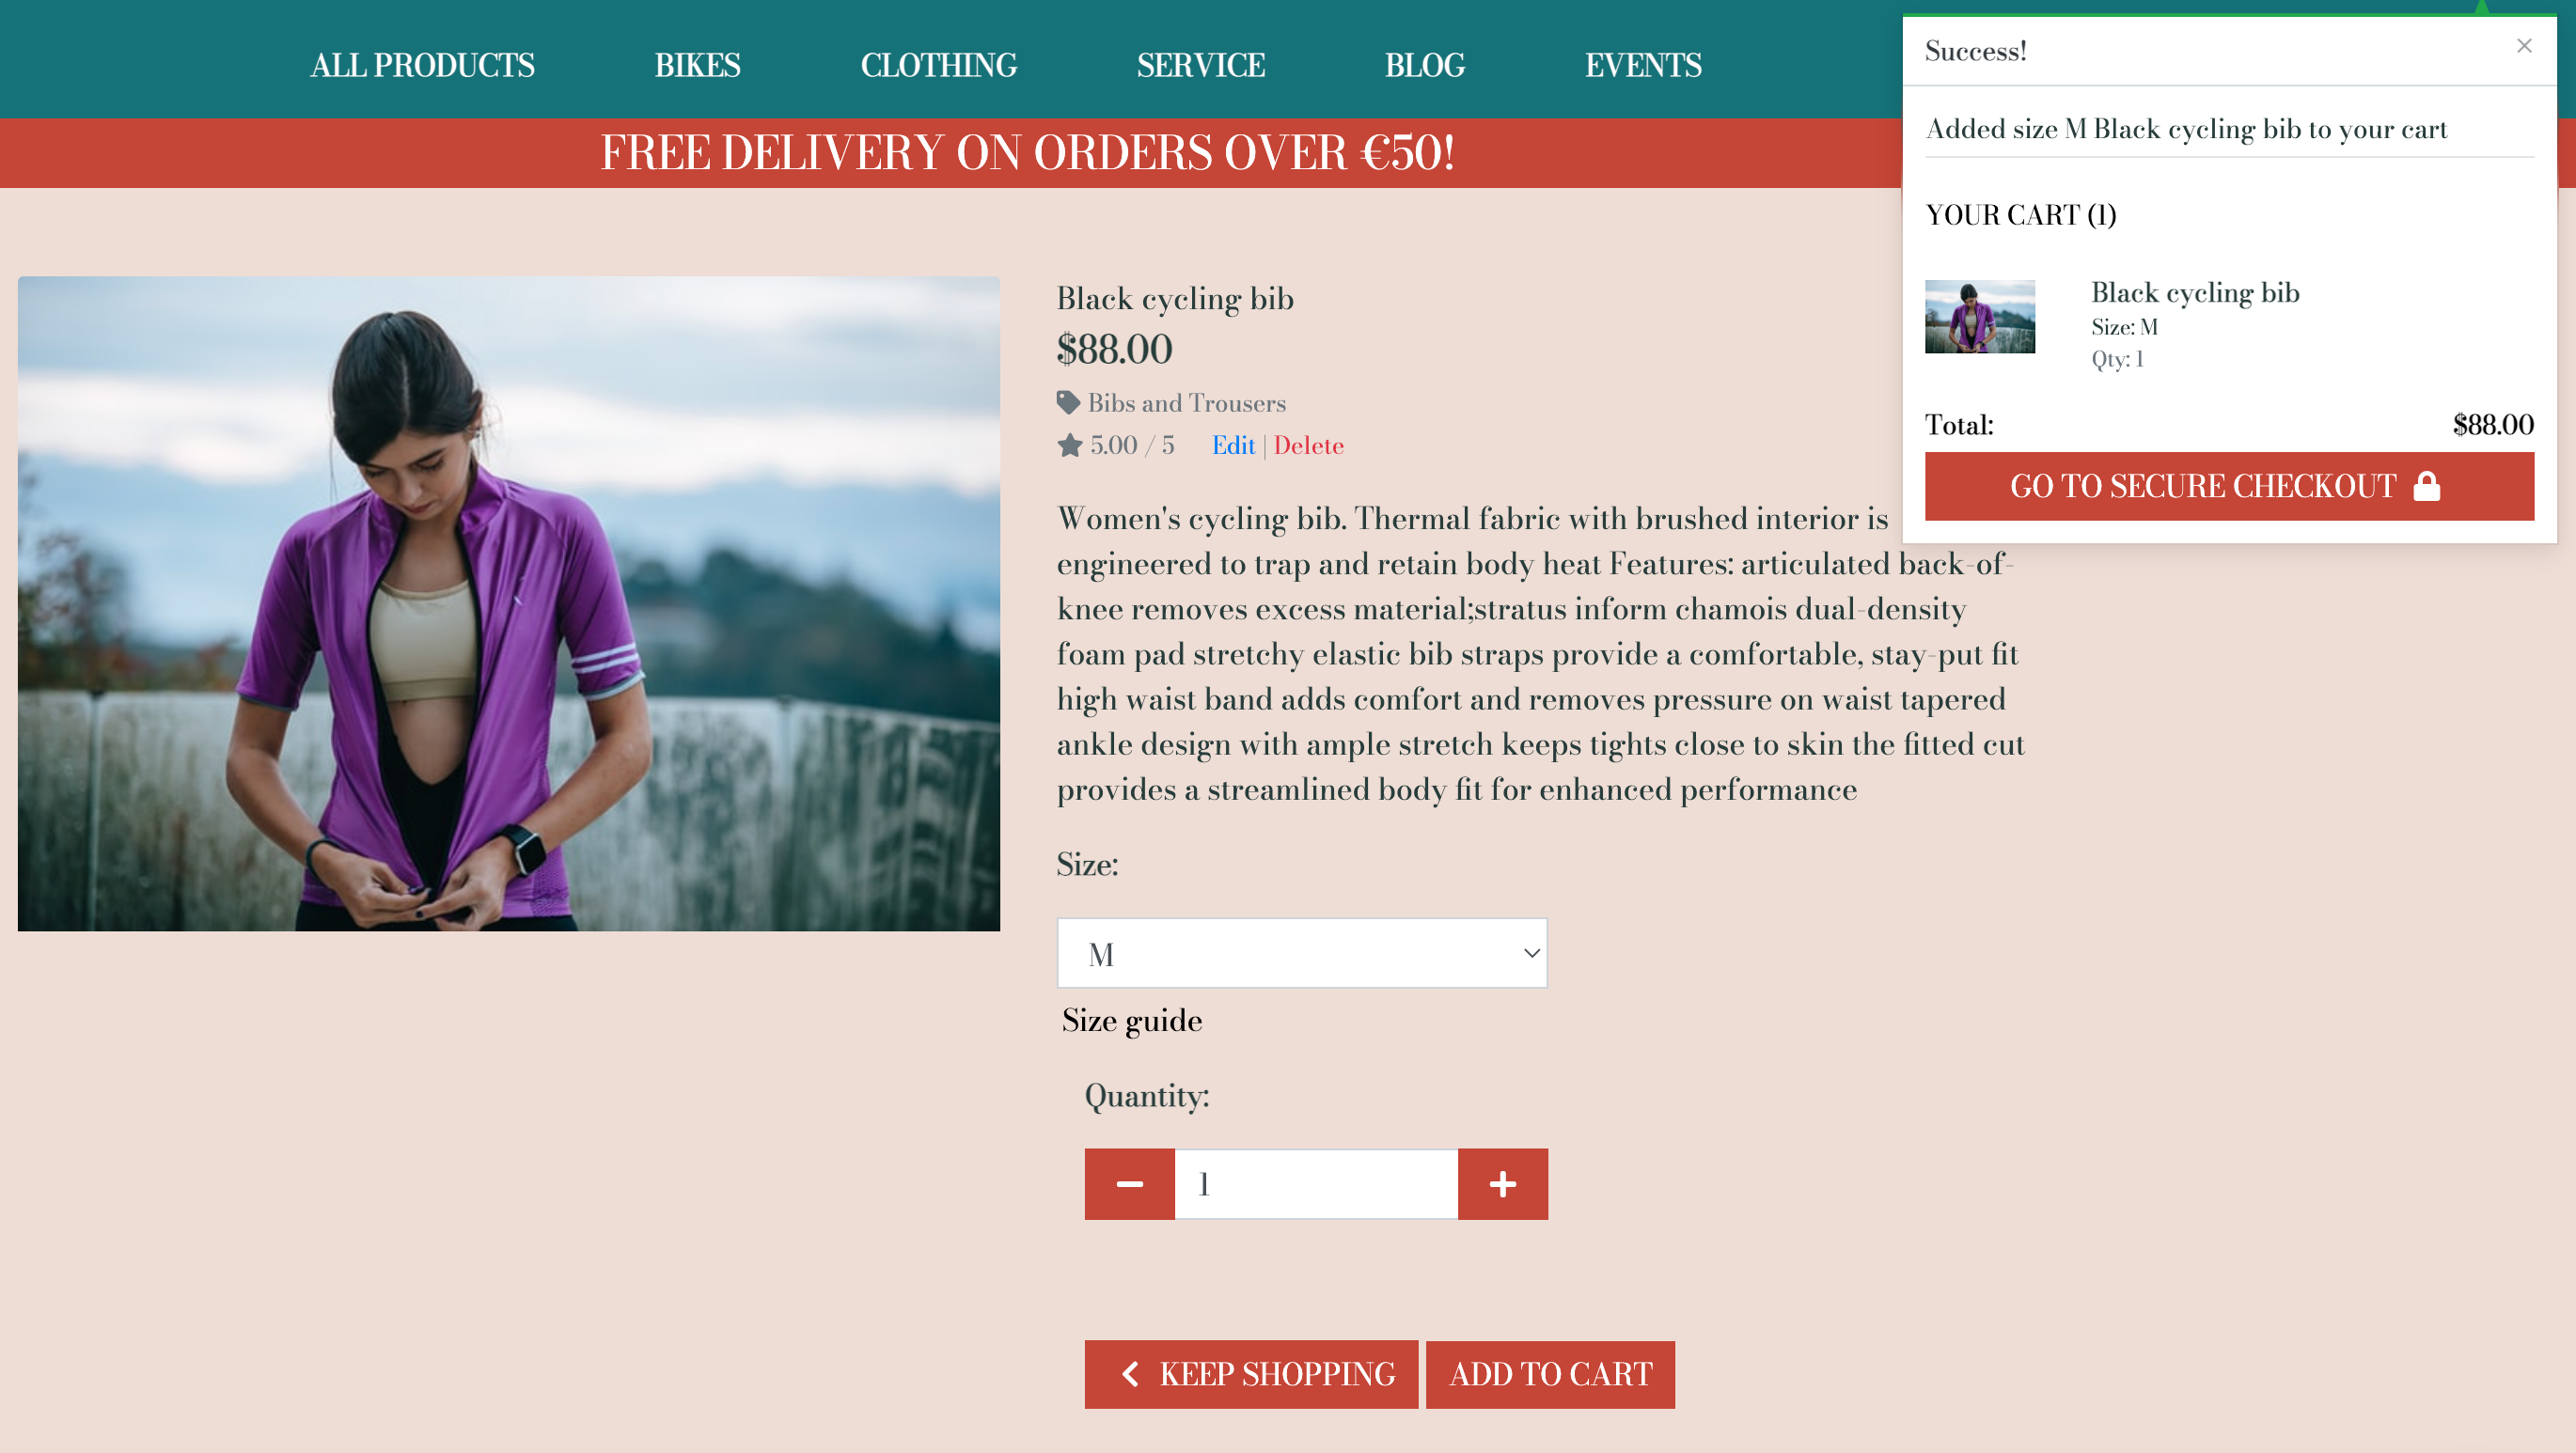 ALL PRODUCTS
BIKES
CLOTHING
SERVICE
BLOG
EVENTS
FREE DELIVERY ON ORDERS OVER €50!
Success!
Added size M Black cycling bib to your cart
YOUR CART (1)
Black cycling bib
Size: M
Qty: 1
Total:
$88.00
GO TO SECURE CHECKOUT
Black cycling bib
$88.00
Bibs and Trousers
5.00 / 5
Edit | Delete
Women's cycling bib. Thermal fabric with brushed interior is
engineered to trap and retain body heat Features: articulated back-of-
knee removes excess material;stratus inform chamois dual-density
foam pad stretchy elastic bib straps provide a comfortable, stay-put fit
high waist band adds comfort and removes pressure on waist tapered
ankle design with ample stretch keeps tights close to skin the fitted cut
provides a streamlined body fit for enhanced performance
Size:
M
Size guide
Quantity:
1
KEEP SHOPPING
ADD TO CART